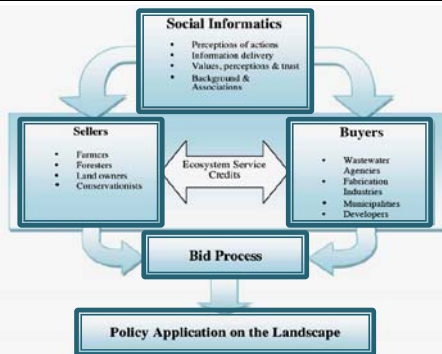 Social Informatics
• Perceptions of actions
• Information delivery
• Values, perceptions & trust
• Background &
Associations
Sellers
• Farmers
• Foresters
• Land owners
• Conservationists
Ecosystem Service
Credits
Buyers
• Wastewater
Agencies
• Fabrication
Industries
• Municipalities
• Developers
Bid Process
Policy Application on the Landscape